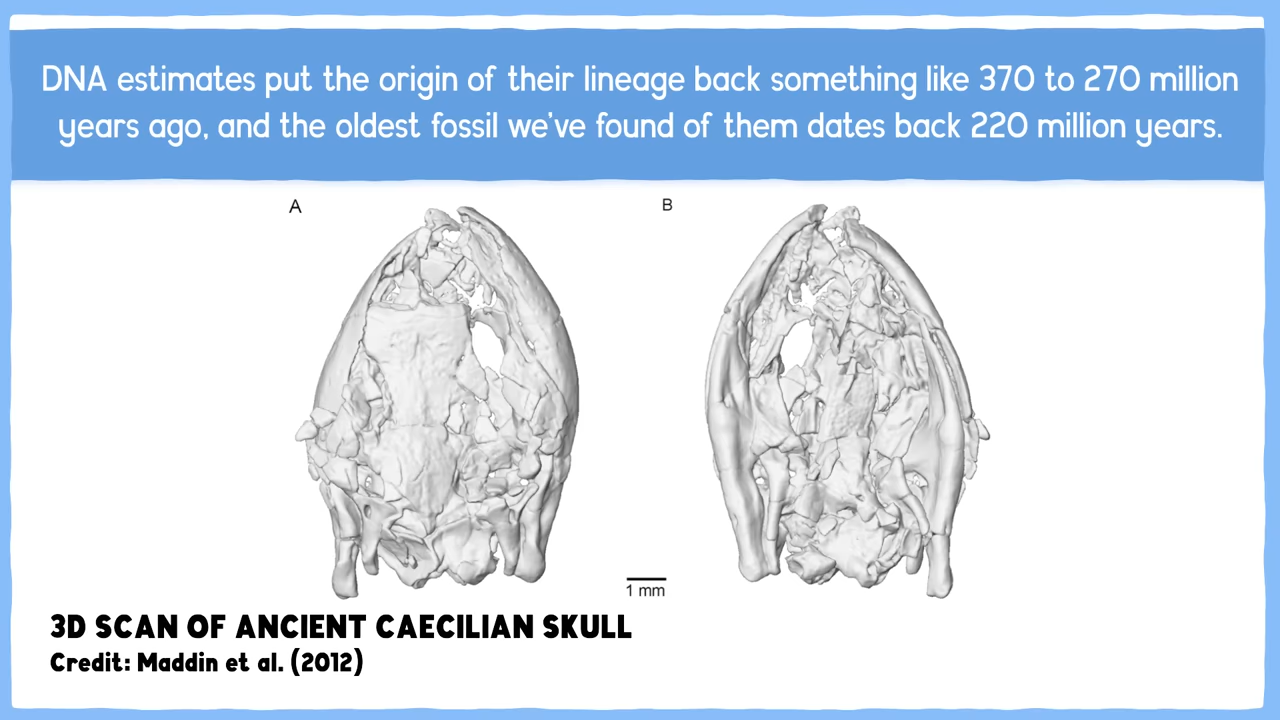 DNA estimates put the origin of their lineage back something like 370 to 270 million
years ago, and the oldest fossil we've found of them dates back 220 million years.
A
B
1 mm
3D SCAN OF ANCIENT CAECILIAN SKULL
Credit: Maddin et al. (2012)